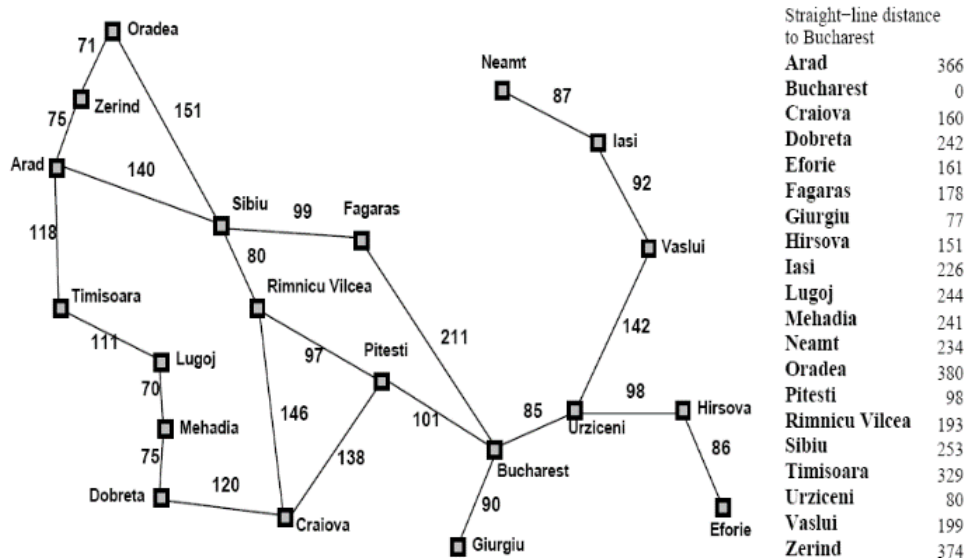 Oradea
71
Zerind
151
75
Arad
140
Sibiu
99
Fagaras
118
80
Timisoara
Rimnicu Vilcea
111
Lugoj
97
Pitesti
211
70
Mehadia
146
101
75
138
Dobreta
120
Craiova
Bucharest
90
Giurgiu
Neamt
87
Iasi
92
Vaslui
142
85
98
Urziceni
Hirsova
86
Eforie
Straight-line distance
to Bucharest
Arad 366
Bucharest 0
Craiova 160
Dobreta 242
Eforie 161
Fagaras 178
Giurgiu 77
Hirsova 151
Iasi 226
Lugoj 244
Mehadia 241
Neamt 234
Oradea 380
Pitesti 98
Rimnicu Vilcea 193
Sibiu 253
Timisoara 329
Urziceni 80
Vaslui 199
Zerind 374